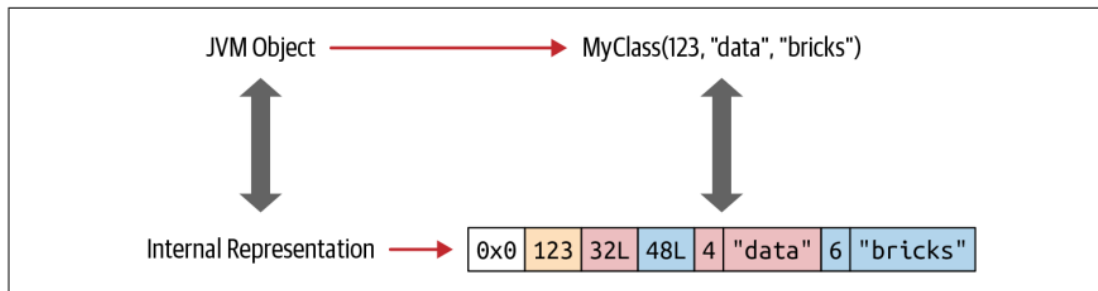 JVM Object MyClass(123, "data", "bricks")
Internal Representation 0x0 123 32L 48L 4 "data" 6 "bricks"